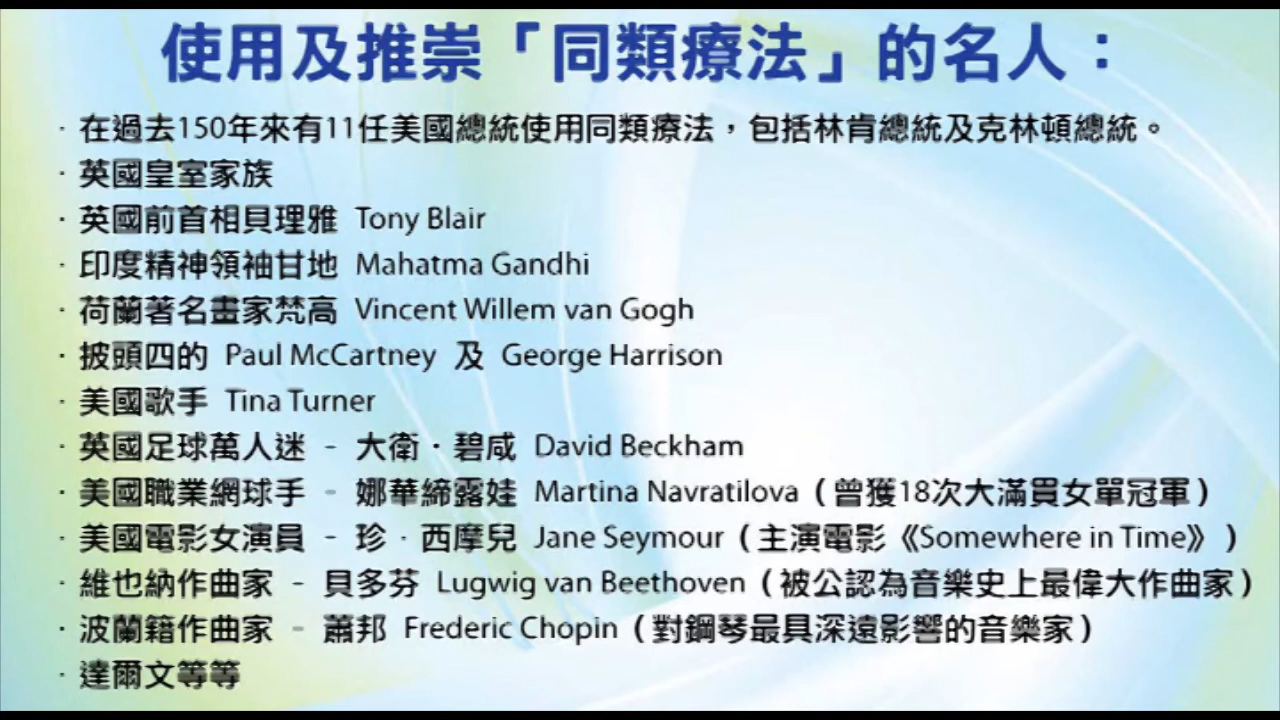 使用及推崇「同類療法」的名人：
· 在過去150年來有11任美國總統使用同類療法，包括林肯總統及克林頓總統。
· 英國皇室家族
· 英國前首相貝理雅 Tony Blair
· 印度精神領袖甘地 Mahatma Gandhi
· 荷蘭著名畫家梵高 Vincent Willem van Gogh
· 披頭四的 Paul McCartney 及 George Harrison
· 美國歌手 Tina Turner
· 英國足球萬人迷 - 大衛・碧咸 David Beckham
· 美國職業網球手 - 娜華締露娃 Martina Navratilova（曾獲18次大滿貫女單冠軍）
· 美國電影女演員 - 珍・西摩兒 Jane Seymour（主演電影《Somewhere in Time》）
· 維也納作曲家 - 貝多芬 Lugwig van Beethoven（被公認為音樂史上最偉大作曲家）
· 波蘭籍作曲家 - 蕭邦 Frederic Chopin（對鋼琴最具深遠影響的音樂家）
· 達爾文等等